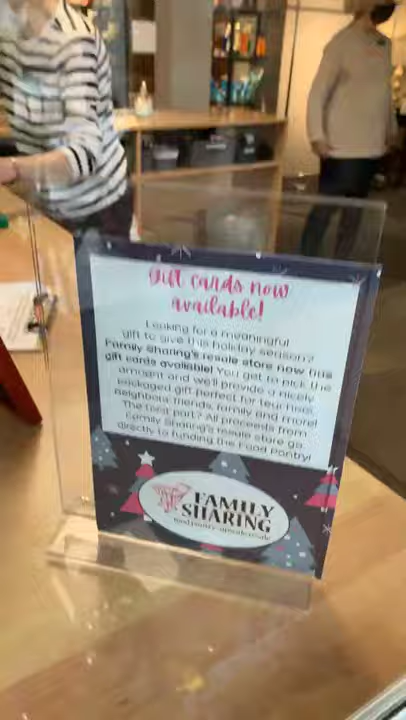 Gift cards now
available!
Looking for a meaningful
gift to give this holiday season?
Family Sharing's resale store now has
gift cards available! You get to pick the
amount and we'll provide a nicely
packaged gift perfect for teachers,
neighbors, friends, family and more!
The best part? All proceeds from
Family Sharing's resale store go
directly to funding the Food Pantry!
FAMILY
SHARING
food pantry